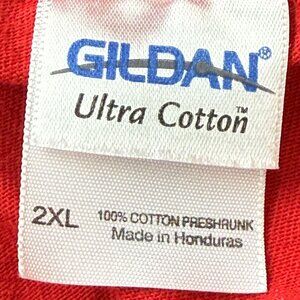 GILDAN®
Ultra Cotton™
2XL
100% COTTON PRESHRUNK
Made in Honduras